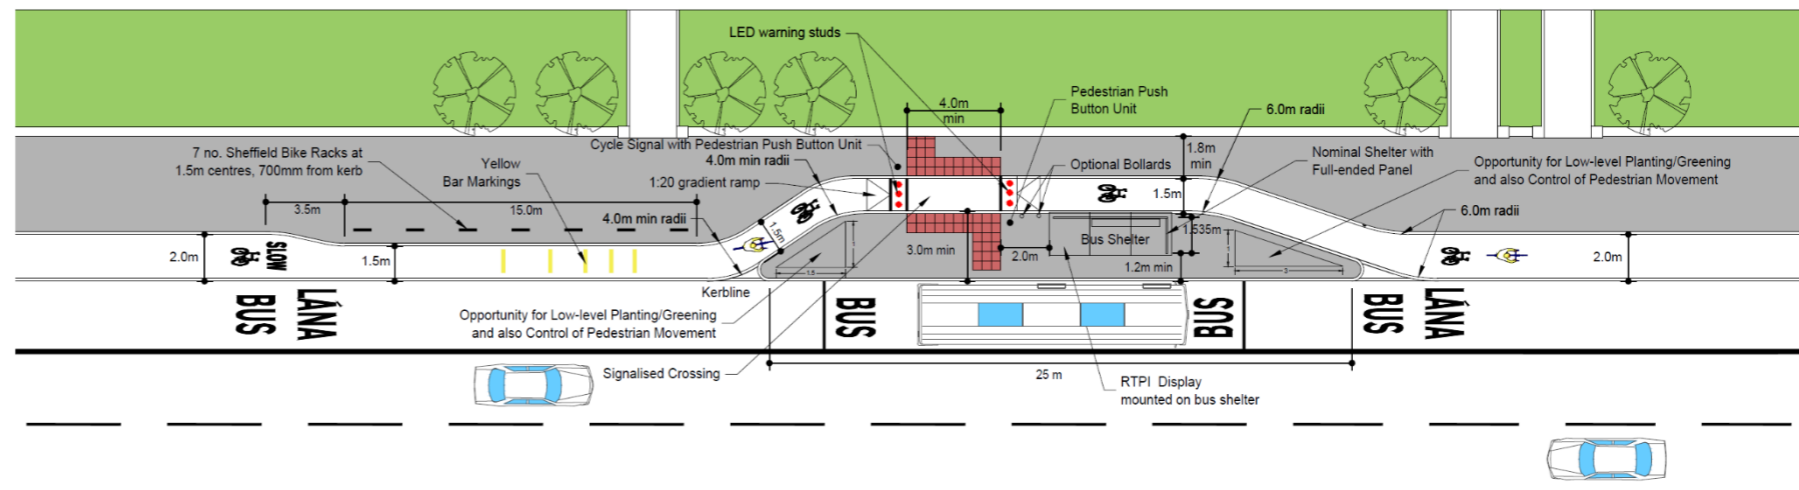 LED warning studs
4.0m
min
Pedestrian Push
Button Unit
6.0m radii
7 no. Sheffield Bike Racks at
1.5m centres, 700mm from kerb
Yellow
Bar Markings
Cycle Signal with Pedestrian Push Button Unit
4.0m min radii
1:20 gradient ramp
Optional Bollards
1.8m
min
1.5m
Nominal Shelter with
Full-ended Panel
Opportunity for Low-level Planting/Greening
and also Control of Pedestrian Movement
3.5m
15.0m
4.0m min radii
6.0m radii
2.0m
SLOW
1.5m
1.5m
1.5
3.0m min
2.0m
Bus Shelter
1.535m
1.2m min
3
2.0m
Kerbline
LÁNA
BUS
BUS
BUS
LÁNA
BUS
Opportunity for Low-level Planting/Greening
and also Control of Pedestrian Movement
Signalised Crossing
25 m
RTPI Display
mounted on bus shelter